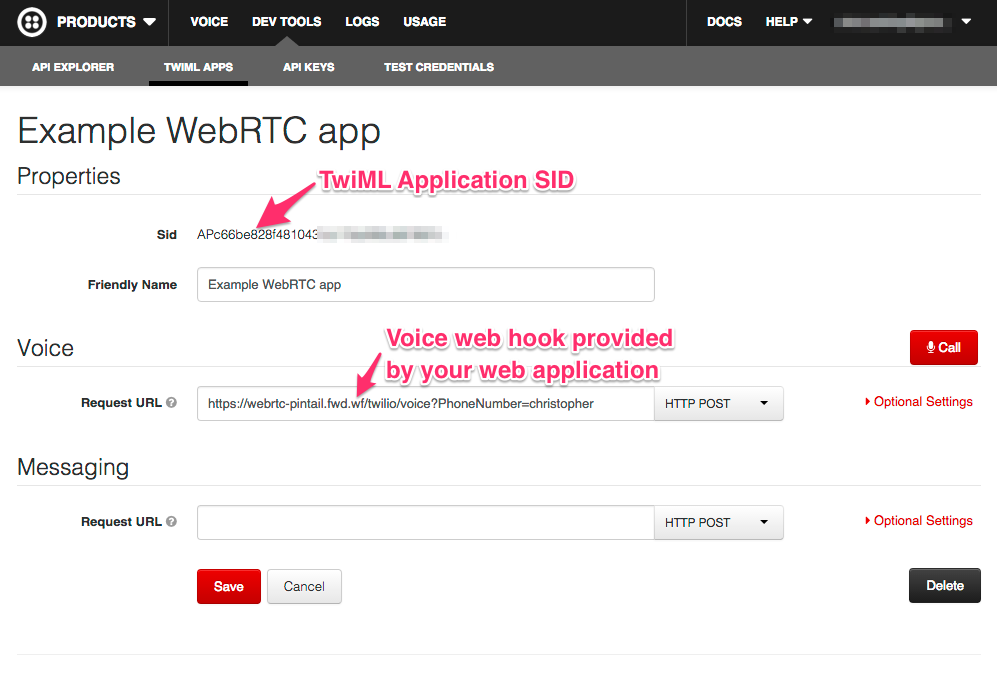 PRODUCTS VOICE DEV TOOLS LOGS USAGE DOCS HELP
API EXPLORER TWIML APPS API KEYS TEST CREDENTIALS
Example WebRTC app
Properties
TwiML Application SID
Sid APc66be828f481043
Friendly Name Example WebRTC app
Voice web hook provided
by your web application
Voice Call
Request URL ? https://webrtc-pintail.fwd.wf/twilio/voice?PhoneNumber=christopher HTTP POST Optional Settings
Messaging
Request URL ? HTTP POST Optional Settings
Save Cancel Delete